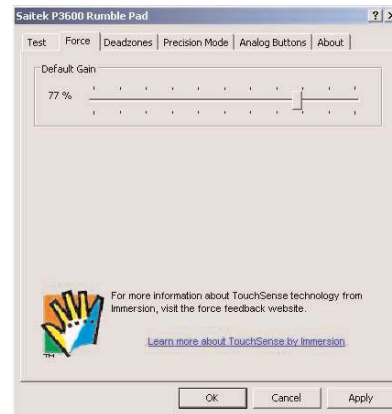 Saitek P3600 Rumble Pad
Test Force Deadzones Precision Mode Analog Buttons About
Default Gain
77 %
For more information about TouchSense technology from
Immersion, visit the force feedback website.
Learn more about TouchSense by Immersion
TM
OK Cancel Apply